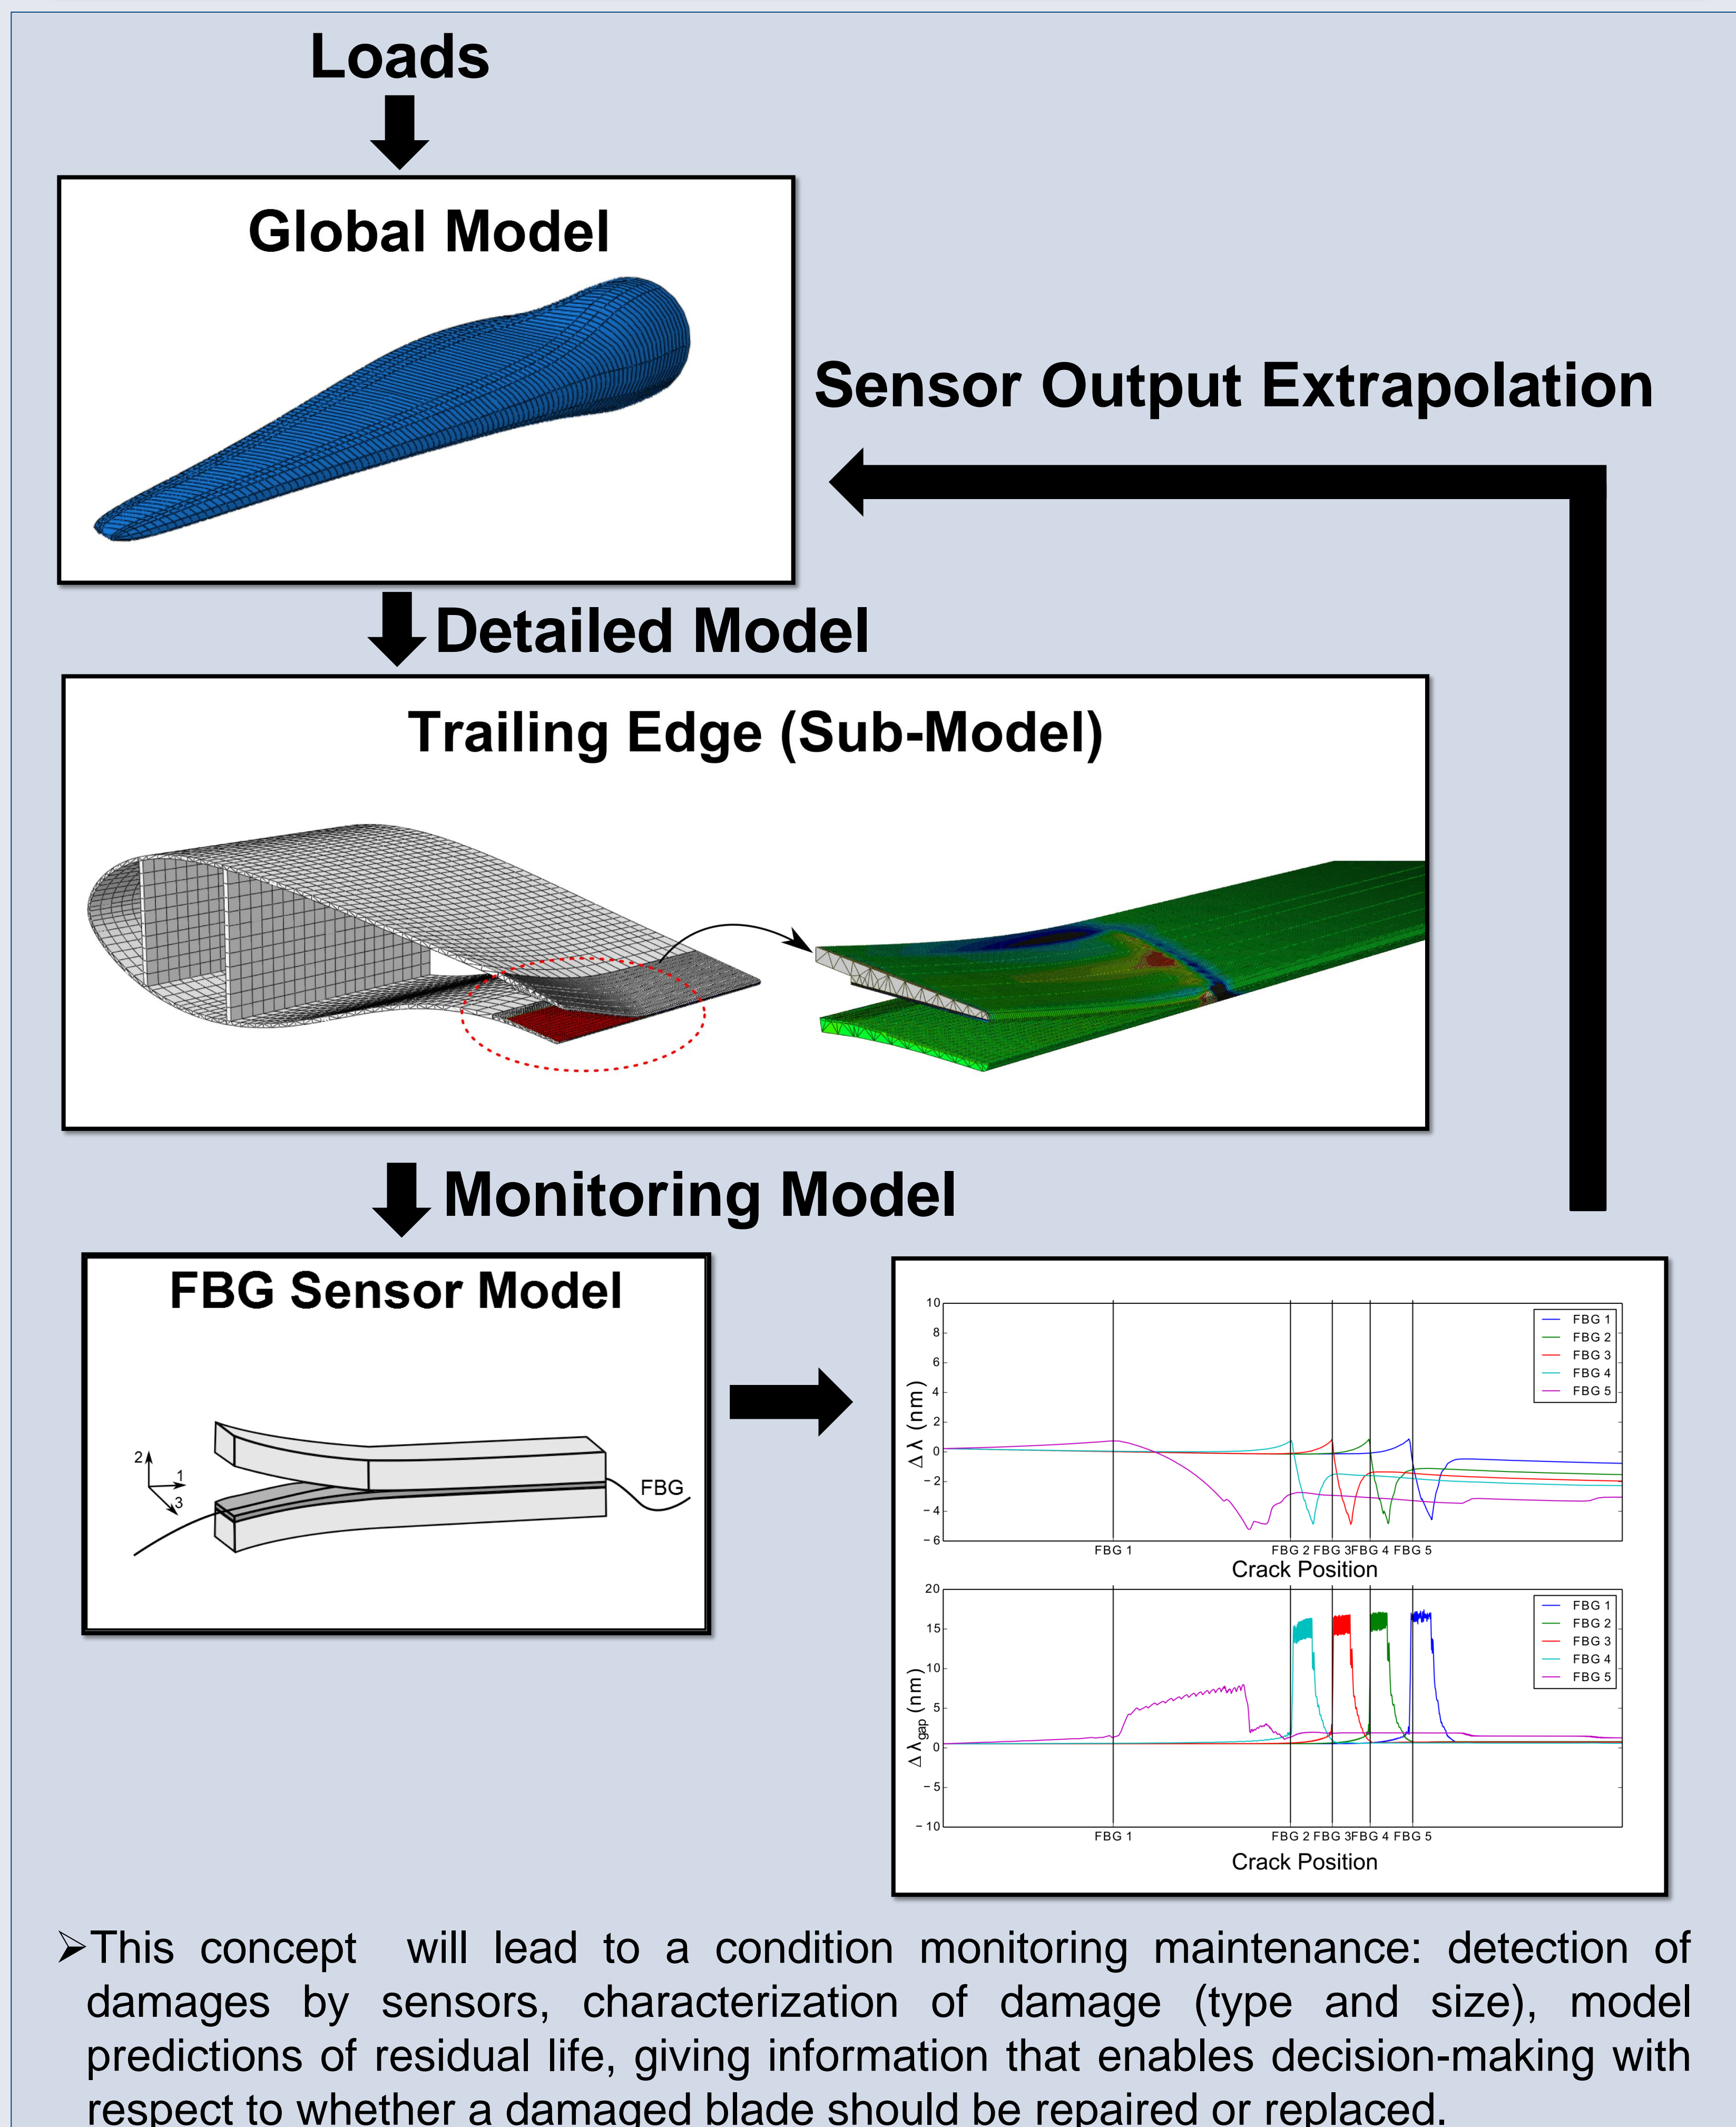 Loads
Global Model
Sensor Output Extrapolation
Detailed Model
Trailing Edge (Sub-Model)
Monitoring Model
FBG Sensor Model
2
1
3
FBG
10
8
6
4
2
0
−2
−4
−6
Δ λ (nm)
FBG 1
FBG 2
FBG 3
FBG 4
FBG 5
FBG 1
FBG 2 FBG 3FBG 4 FBG 5
Crack Position
20
15
10
5
0
−5
−10
Δ λgap (nm)
FBG 1
FBG 2
FBG 3
FBG 4
FBG 5
FBG 1
FBG 2 FBG 3FBG 4 FBG 5
Crack Position
➢This concept will lead to a condition monitoring maintenance: detection of
damages by sensors, characterization of damage (type and size), model
predictions of residual life, giving information that enables decision-making with
respect to whether a damaged blade should be repaired or replaced.